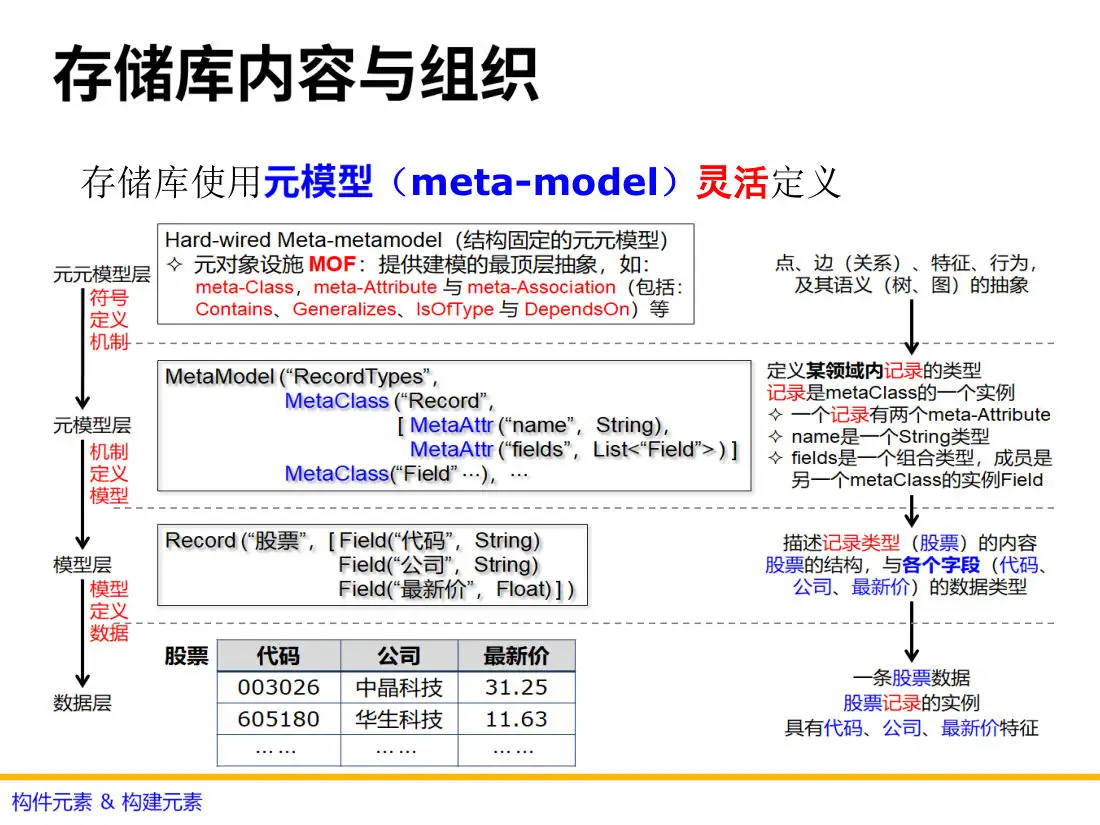 存储库内容与组织
存储库使用元模型（meta-model）灵活定义
元元模型层
符号
定义
机制
元模型层
机制
定义
模型
模型层
模型
定义
数据
数据层
Hard-wired Meta-metamodel（结构固定的元元模型）
✧ 元对象设施 MOF：提供建模的最顶层抽象，如：
meta-Class，meta-Attribute 与 meta-Association（包括：
Contains、Generalizes、IsOfType 与 DependsOn）等
点、边（关系）、特征、行为，
及其语义（树、图）的抽象
MetaModel (“RecordTypes”,
MetaClass (“Record”,
[ MetaAttr (“name”, String),
MetaAttr (“fields”, List<“Field”> ) ]
MetaClass(“Field” ···), ···
定义某领域内记录的类型
记录是metaClass的一个实例
✧ 一个记录有两个meta-Attribute
✧ name是一个String类型
✧ fields是一个组合类型，成员是
另一个metaClass的实例Field
Record (“股票”, [ Field(“代码”, String)
Field(“公司”, String)
Field(“最新价”, Float) ] )
描述记录类型（股票）的内容
股票的结构，与各个字段（代码、
公司、最新价）的数据类型
股票 代码 公司 最新价
003026 中晶科技 31.25
605180 华生科技 11.63
…… …… ……
一条股票数据
股票记录的实例
具有代码、公司、最新价特征
构件元素 & 构建元素